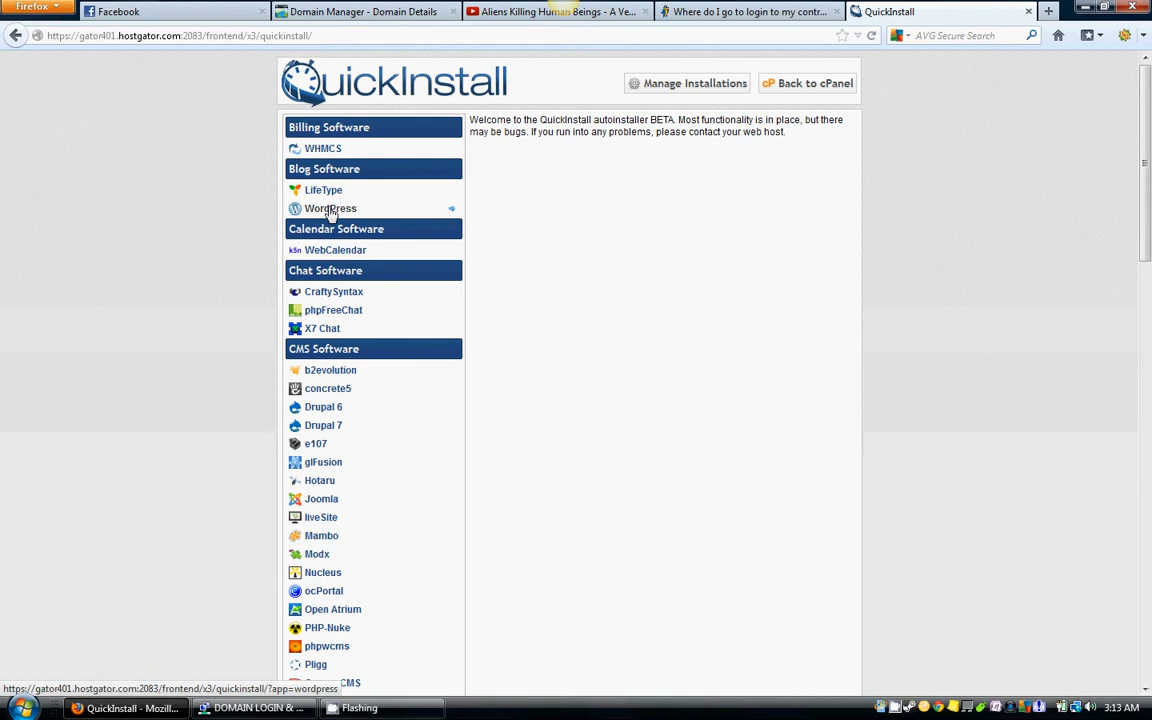 Firefox
Facebook
Domain Manager - Domain Details
Aliens Killing Human Beings - A Ve...
Where do I go to login to my contr...
QuickInstall
https://gator401.hostgator.com:2083/frontend/x3/quickinstall/
AVG Secure Search
QuickInstall
Manage Installations
cP Back to cPanel
Billing Software
WHMCS
Blog Software
LifeType
WordPress
Calendar Software
k5n WebCalendar
Chat Software
CraftySyntax
phpFreeChat
X7 Chat
CMS Software
b2evolution
concrete5
Drupal 6
Drupal 7
e107
glFusion
Hotaru
Joomla
liveSite
Mambo
Modx
Nucleus
ocPortal
Open Atrium
PHP-Nuke
phpwcms
Pligg
CMS
Welcome to the QuickInstall autoinstaller BETA. Most functionality is in place, but there
may be bugs. If you run into any problems, please contact your web host.
https://gator401.hostgator.com:2083/frontend/x3/quickinstall/?app=wordpress
QuickInstall - Mozill...
DOMAIN LOGIN & ...
Flashing
3:13 AM